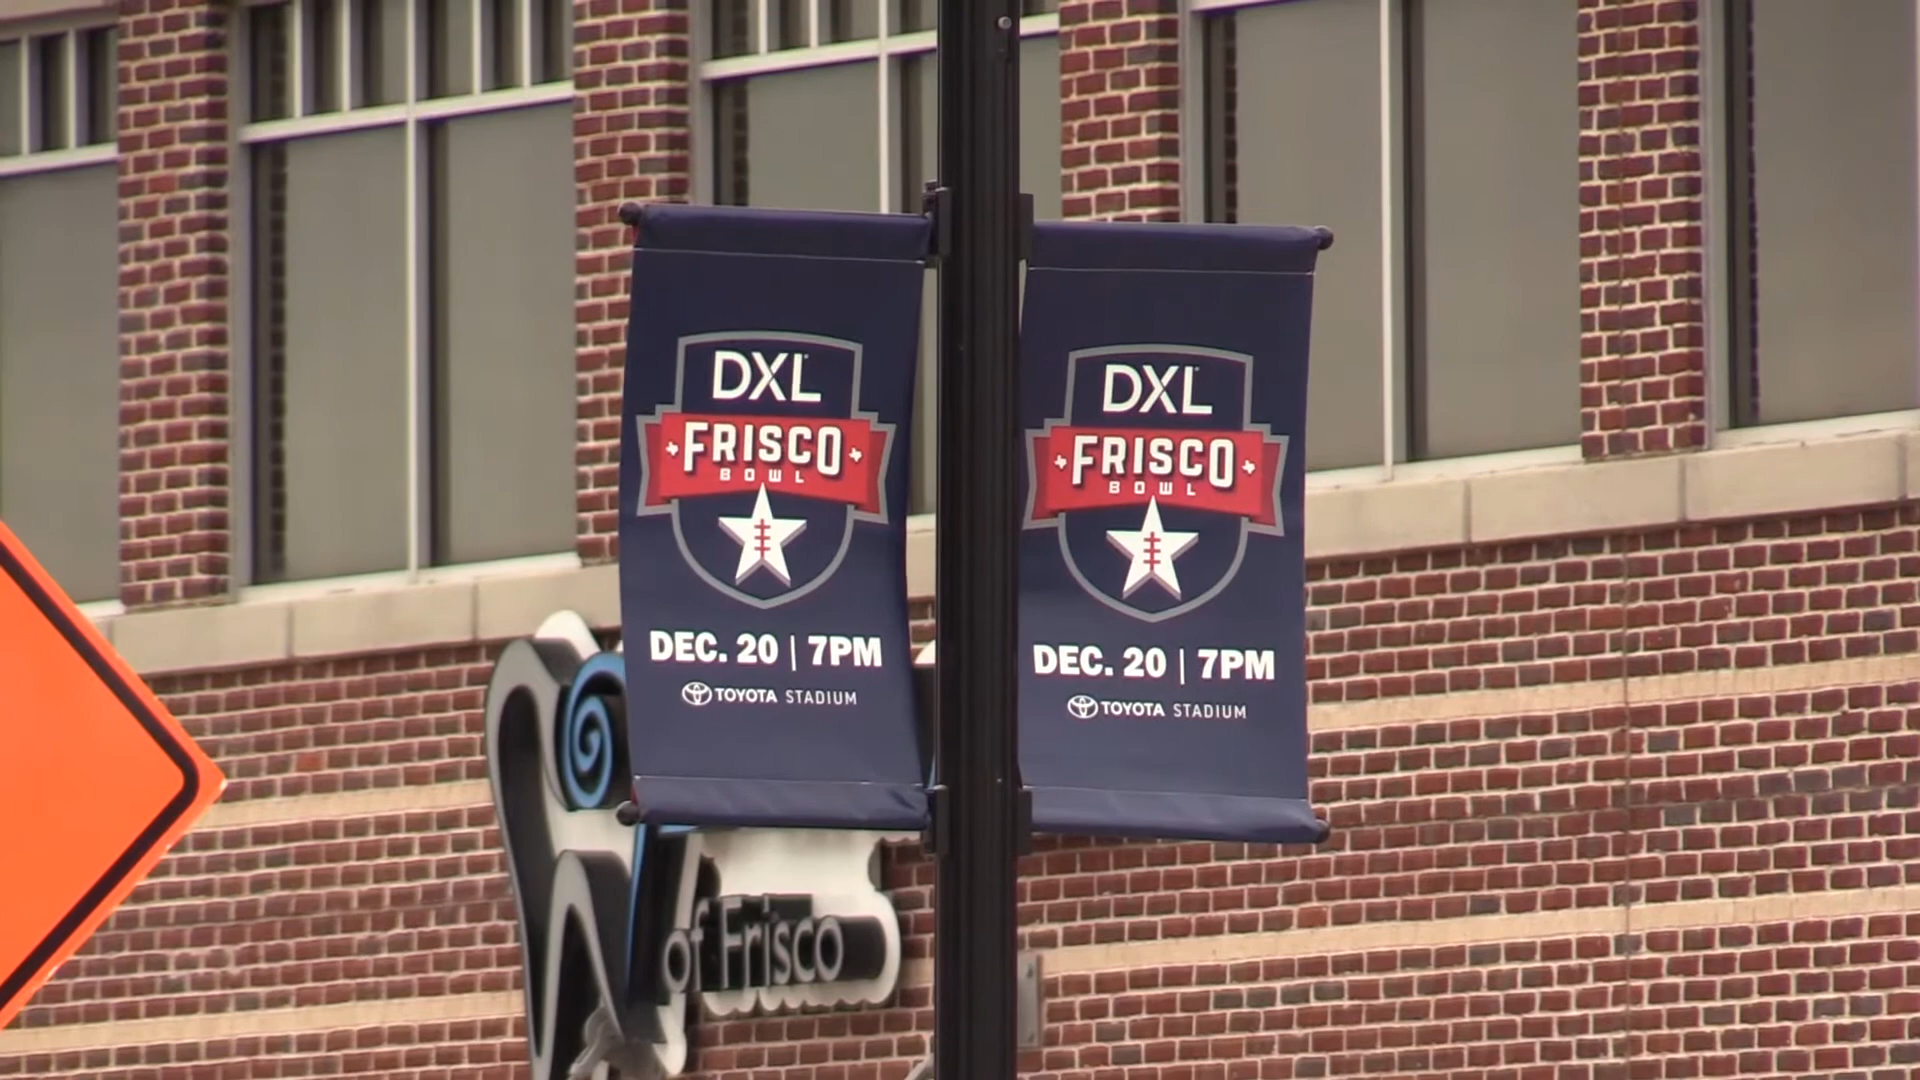 DXL
FRISCO
BOWL
DEC. 20 | 7PM
TOYOTA STADIUM
DXL
FRISCO
BOWL
DEC. 20 | 7PM
TOYOTA STADIUM
of Frisco